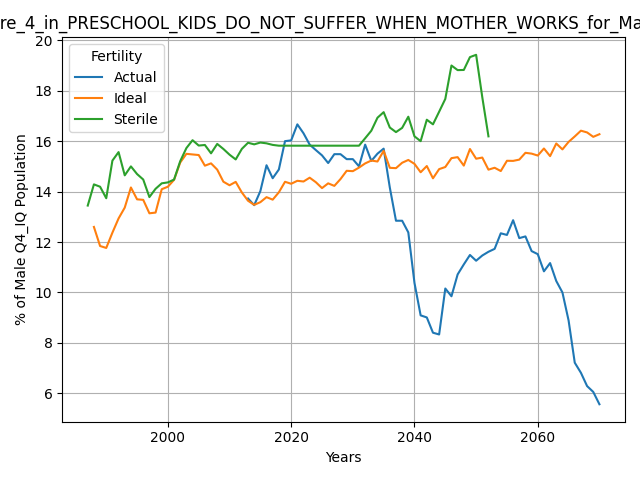 re_4_in_PRESCHOOL_KIDS_DO_NOT_SUFFER_WHEN_MOTHER_WORKS_for_Ma
Fertility
Actual
Ideal
Sterile
% of Male Q4_IQ Population
20
18
16
14
12
10
8
6
2000 2020 2040 2060
Years